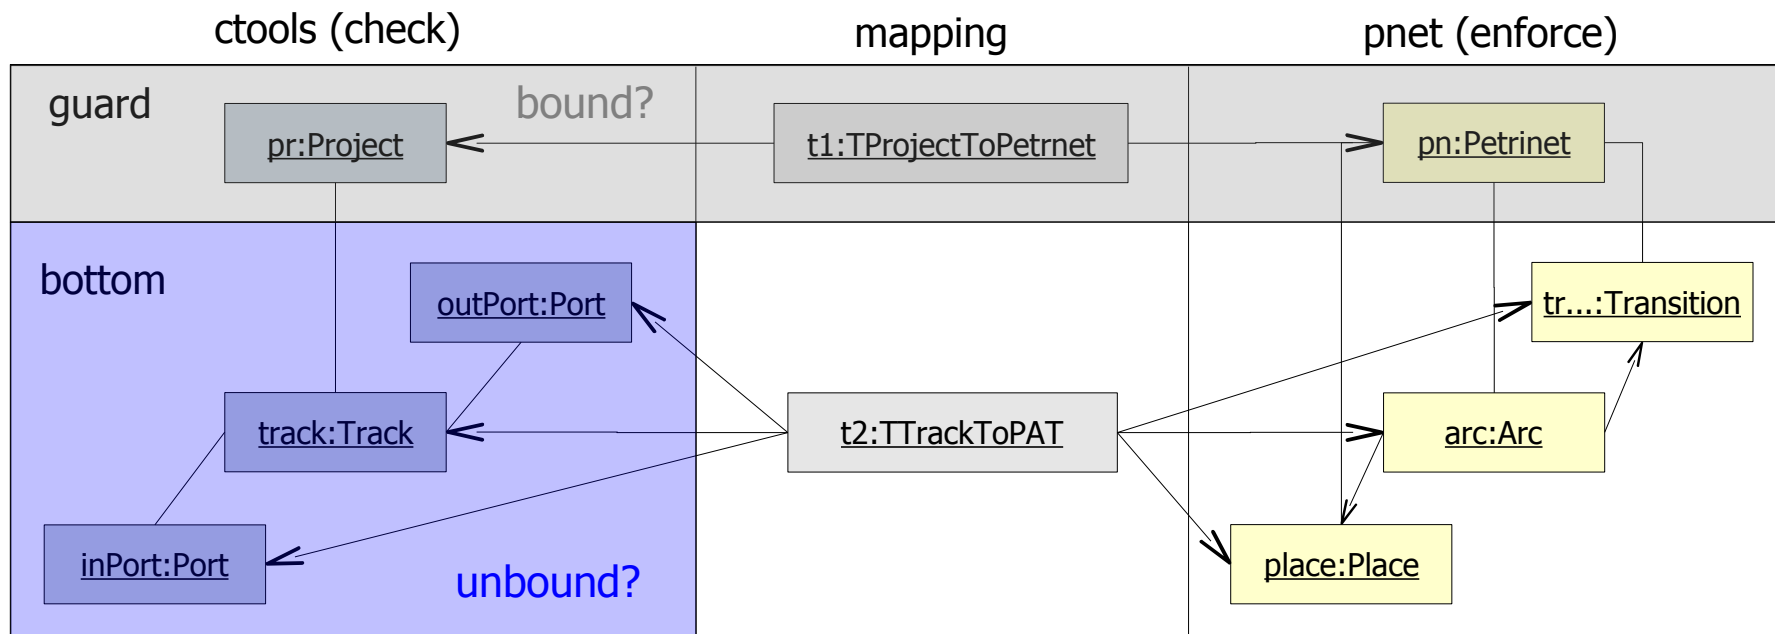 ctools (check)
mapping
pnet (enforce)
guard
bound?
pr:Project
t1:TProjectToPetrnet
pn:Petrinet
bottom
outPort:Port
tr...:Transition
track:Track
t2:TTrackToPAT
arc:Arc
inPort:Port
unbound?
place:Place